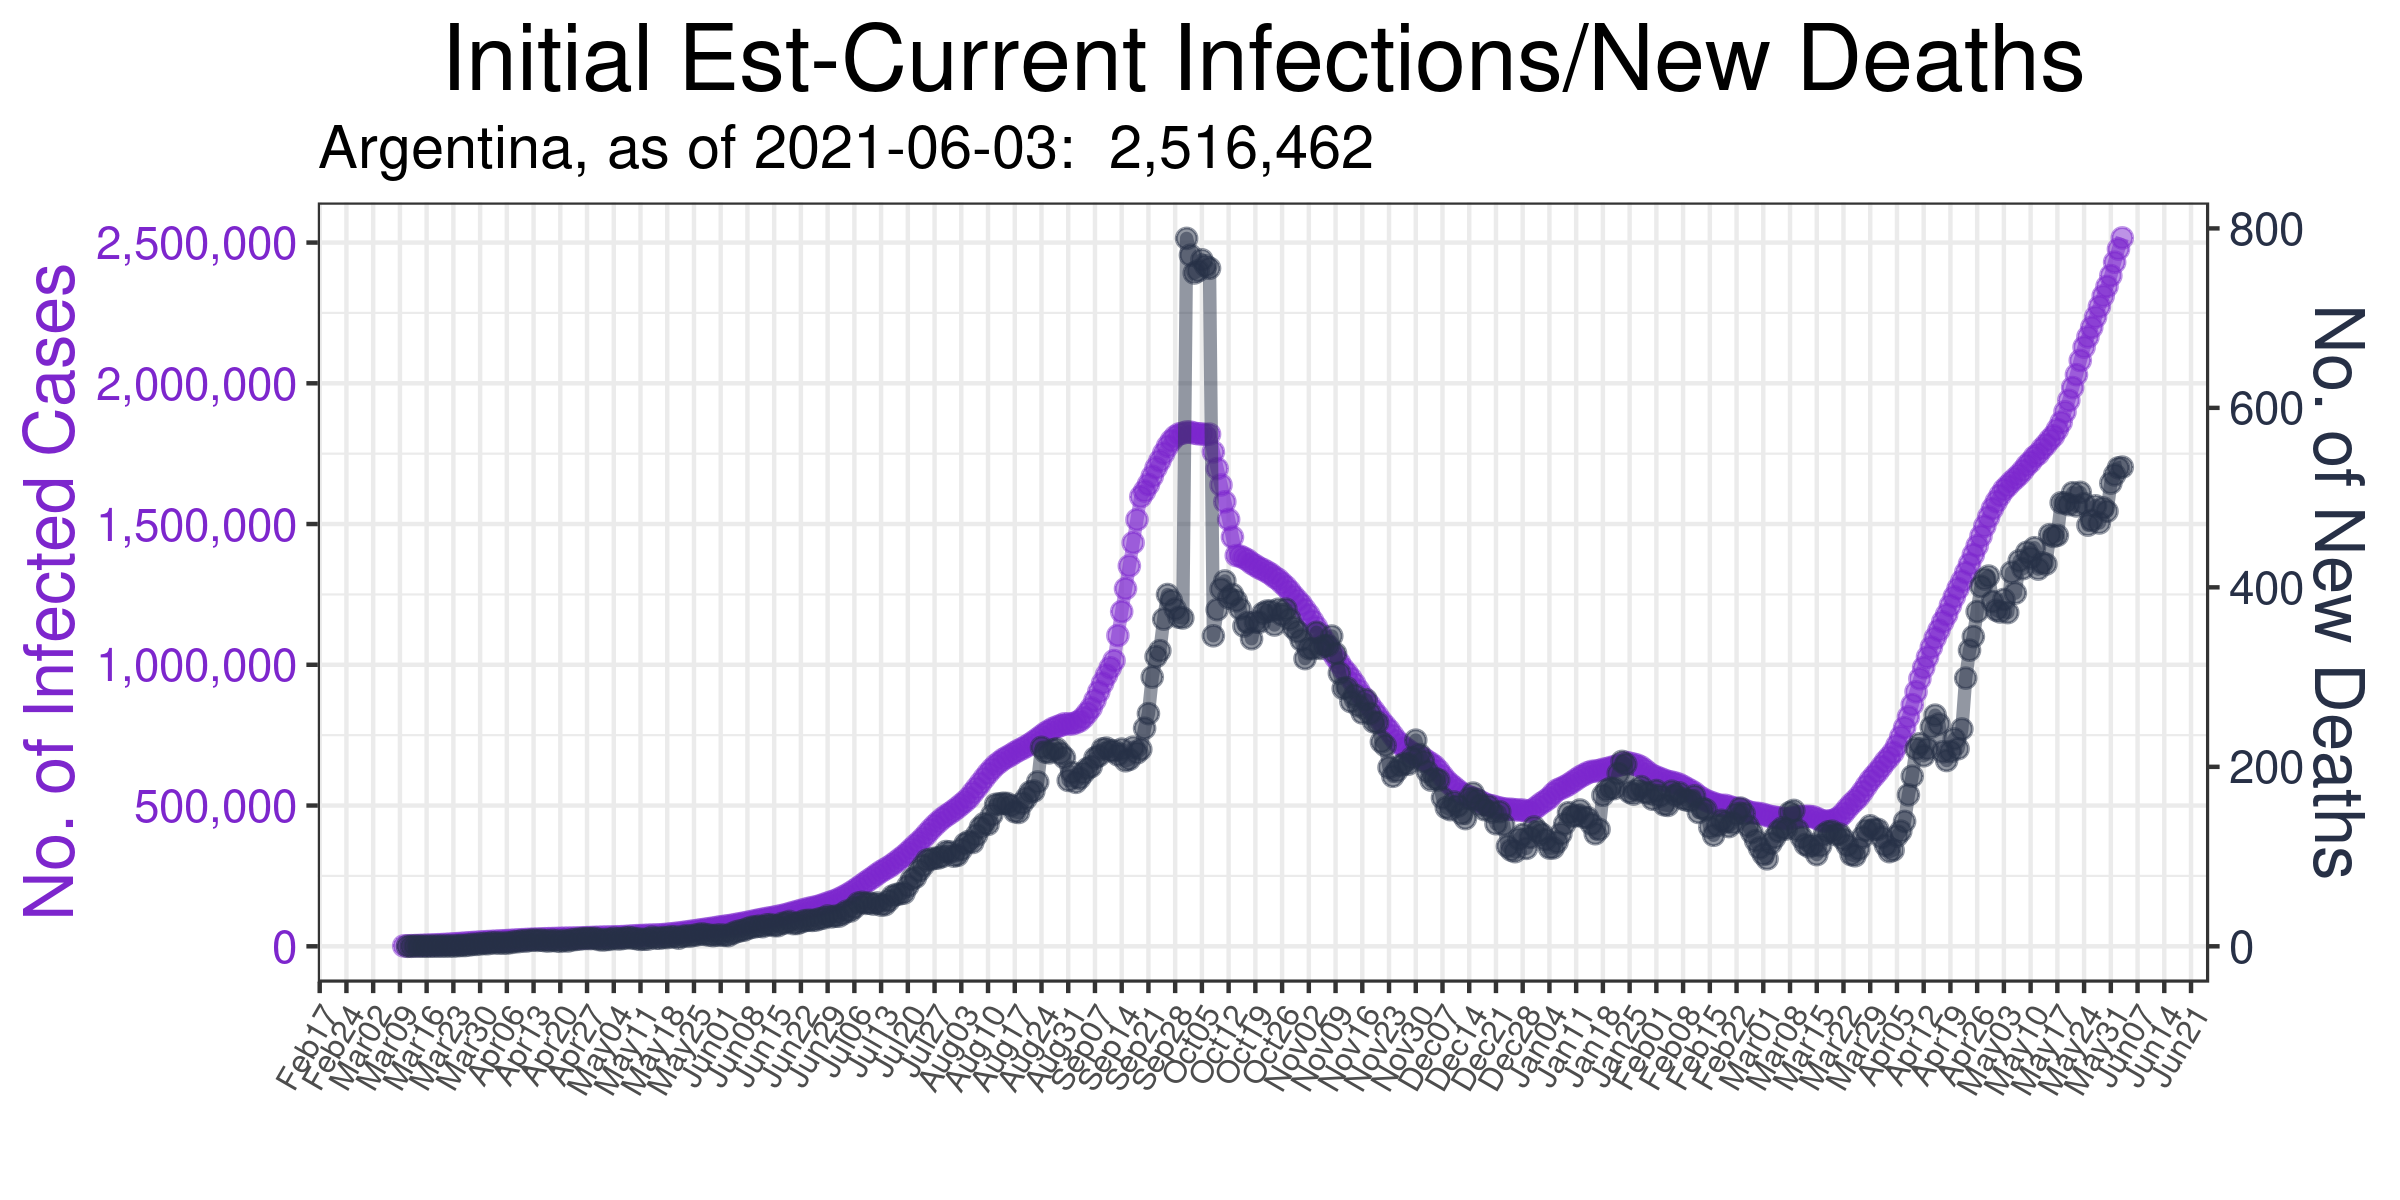 Initial Est-Current Infections/New Deaths
Argentina, as of 2021-06-03:  2,516,462
No. of Infected Cases
2,500,000
2,000,000
1,500,000
1,000,000
500,000
0
800
600
400
200
0
No. of New Deaths
Feb17
Feb24
Mar02
Mar09
Mar16
Mar23
Mar30
Apr06
Apr13
Apr20
Apr27
May04
May11
May18
May25
Jun01
Jun08
Jun15
Jun22
Jun29
Jul06
Jul13
Jul20
Jul27
Aug03
Aug10
Aug17
Aug24
Aug31
Sep07
Sep14
Sep21
Sep28
Oct05
Oct12
Oct19
Oct26
Nov02
Nov09
Nov16
Nov23
Nov30
Dec07
Dec14
Dec21
Dec28
Jan04
Jan11
Jan18
Jan25
Feb01
Feb08
Feb15
Feb22
Mar01
Mar08
Mar15
Mar22
Mar29
Apr05
Apr12
Apr19
Apr26
May03
May10
May17
May24
May31
Jun07
Jun14
Jun21